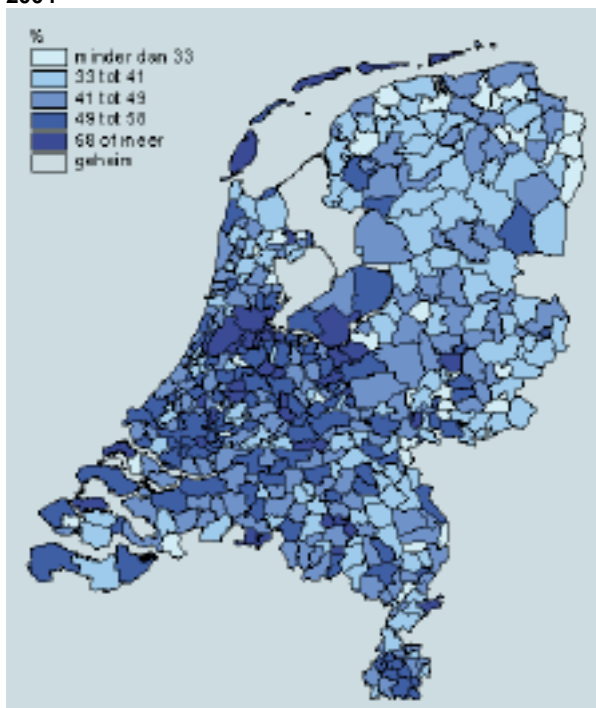 %
minder dan 33
33 tot 41
41 tot 49
49 tot 58
58 of meer
geheim